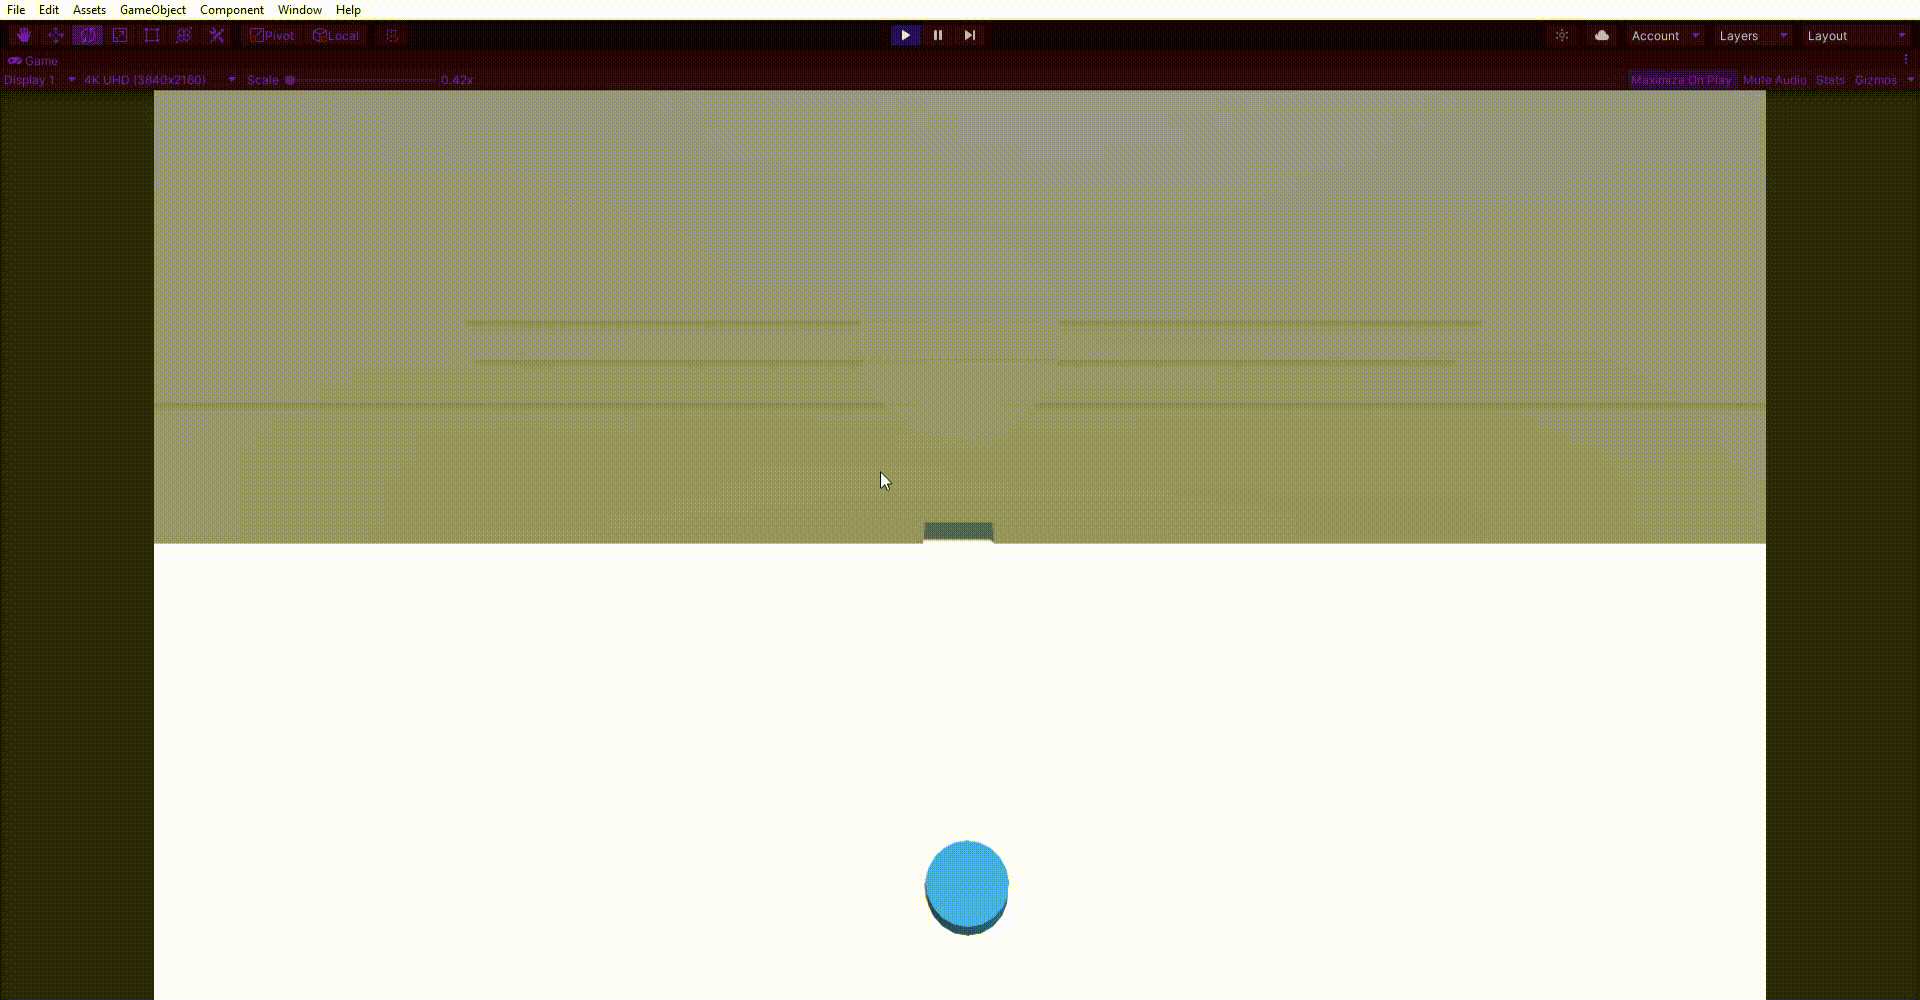 File Edit Assets GameObject Component Window Help
Pivot Local Account Layers Layout
Game
Display 1 4K UHD (3840x2160) Scale 0.42x Maximize On Play Mute Audio Stats Gizmos